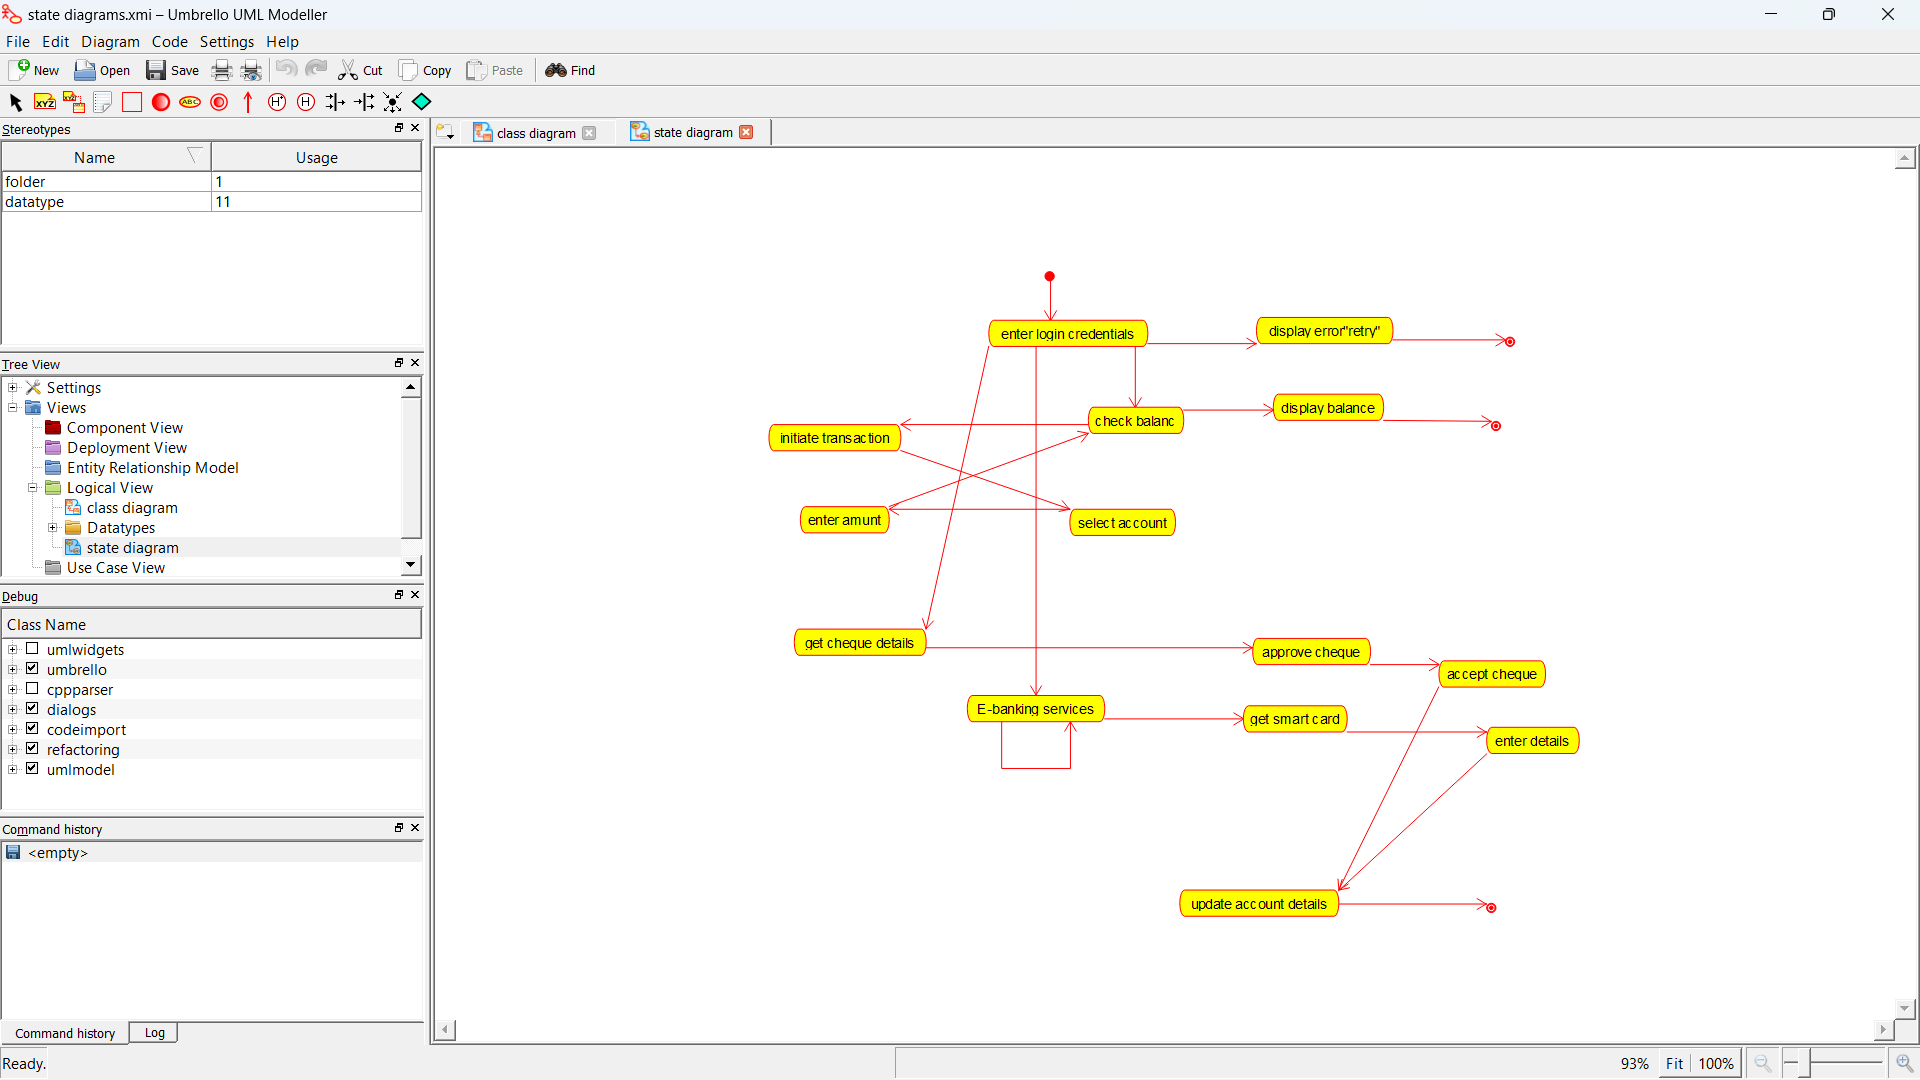 state diagrams.xmi – Umbrello UML Modeller
File Edit Diagram Code Settings Help
New Open Save Cut Copy Paste Find
XYZ XYZ ABC H* H
Stereotypes
Name Usage
folder 1
datatype 11
Tree View
Settings
Views
Component View
Deployment View
Entity Relationship Model
Logical View
class diagram
Datatypes
state diagram
Use Case View
Debug
Class Name
umlwidgets
umbrello
cppparser
dialogs
codeimport
refactoring
umlmodel
Command history
<empty>
Command history Log
Ready.
class diagram state diagram
enter login credentials
display error"retry"
check balanc
display balance
initiate transaction
enter amunt
select account
get cheque details
approve cheque
accept cheque
E-banking services
get smart card
enter details
update account details
93% Fit 100%